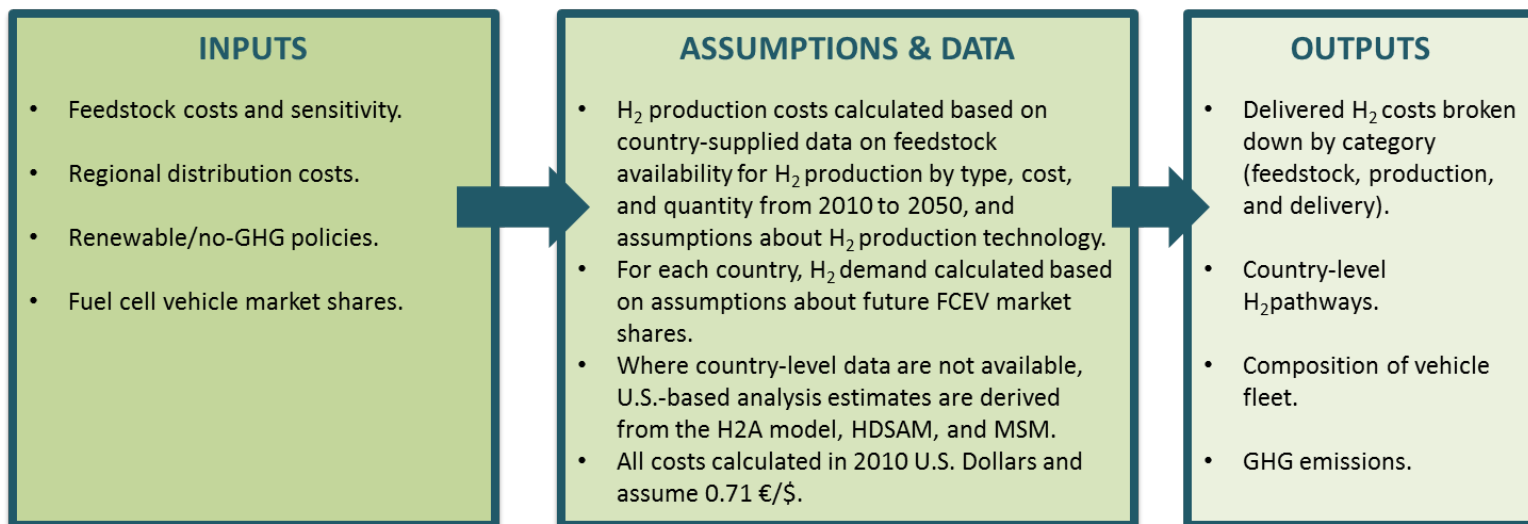 INPUTS
• Feedstock costs and sensitivity.
• Regional distribution costs.
• Renewable/no-GHG policies.
• Fuel cell vehicle market shares.
ASSUMPTIONS & DATA
• H₂ production costs calculated based on
country-supplied data on feedstock
availability for H₂ production by type, cost,
and quantity from 2010 to 2050, and
assumptions about H₂ production technology.
• For each country, H₂ demand calculated based
on assumptions about future FCEV market
shares.
• Where country-level data are not available,
U.S.-based analysis estimates are derived
from the H2A model, HDSAM, and MSM.
• All costs calculated in 2010 U.S. Dollars and
assume 0.71 €/$.
OUTPUTS
• Delivered H₂ costs broken
down by category
(feedstock, production,
and delivery).
• Country-level
H₂pathways.
• Composition of vehicle
fleet.
• GHG emissions.